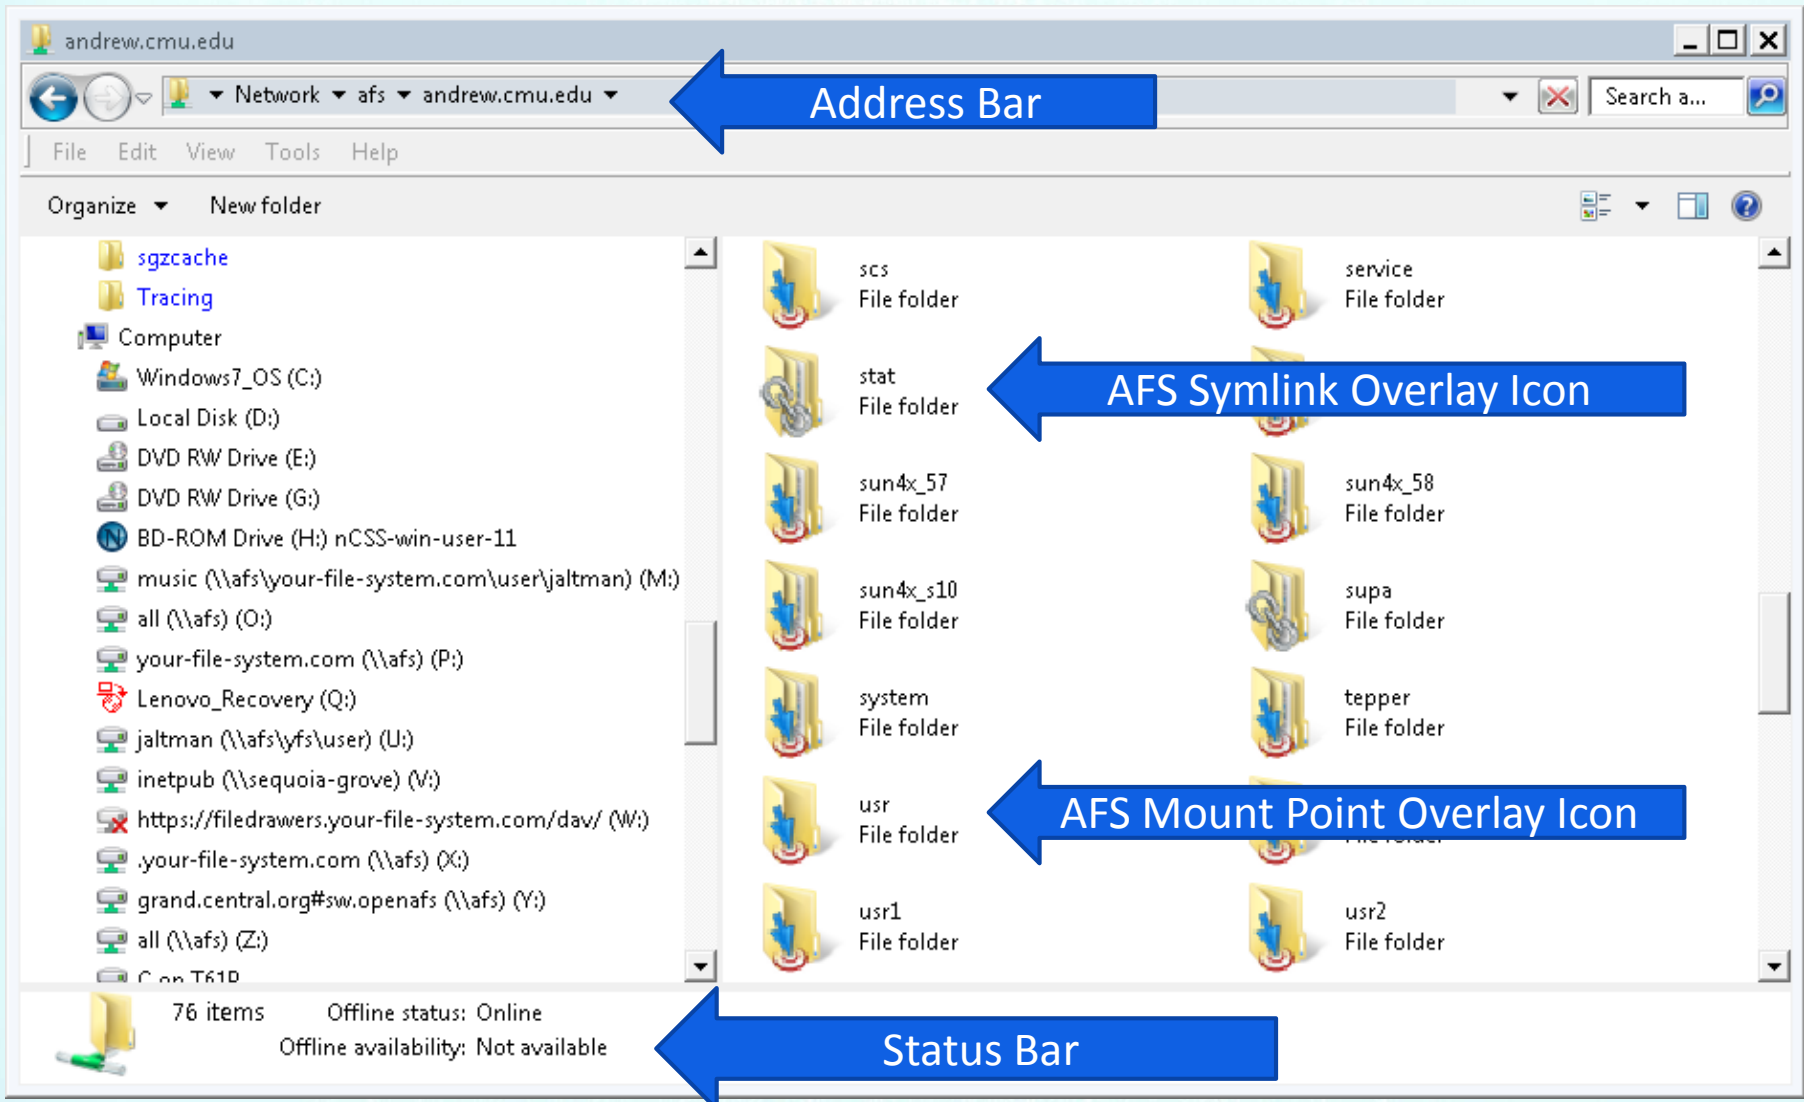 andrew.cmu.edu
Network afs andrew.cmu.edu
Address Bar
Search a...
File Edit View Tools Help
Organize New folder
sgzcache
Tracing
Computer
Windows7_OS (C:)
Local Disk (D:)
DVD RW Drive (E:)
DVD RW Drive (G:)
BD-ROM Drive (H:) nCSS-win-user-11
music (\\afs\your-file-system.com\user\jaltman) (M:)
all (\\afs) (O:)
your-file-system.com (\\afs) (P:)
Lenovo_Recovery (Q:)
jaltman (\\afs\yfs\user) (U:)
inetpub (\\sequoia-grove) (V:)
https://filedrawers.your-file-system.com/dav/ (W:)
.your-file-system.com (\\afs) (X:)
grand.central.org#sw.openafs (\\afs) (Y:)
all (\\afs) (Z:)
C on T61P
scs
File folder
service
File folder
stat
File folder
AFS Symlink Overlay Icon
sun4x_57
File folder
sun4x_58
File folder
sun4x_s10
File folder
supa
File folder
system
File folder
tepper
File folder
usr
File folder
AFS Mount Point Overlay Icon
File folder
usr1
File folder
usr2
File folder
76 items Offline status: Online
Offline availability: Not available
Status Bar